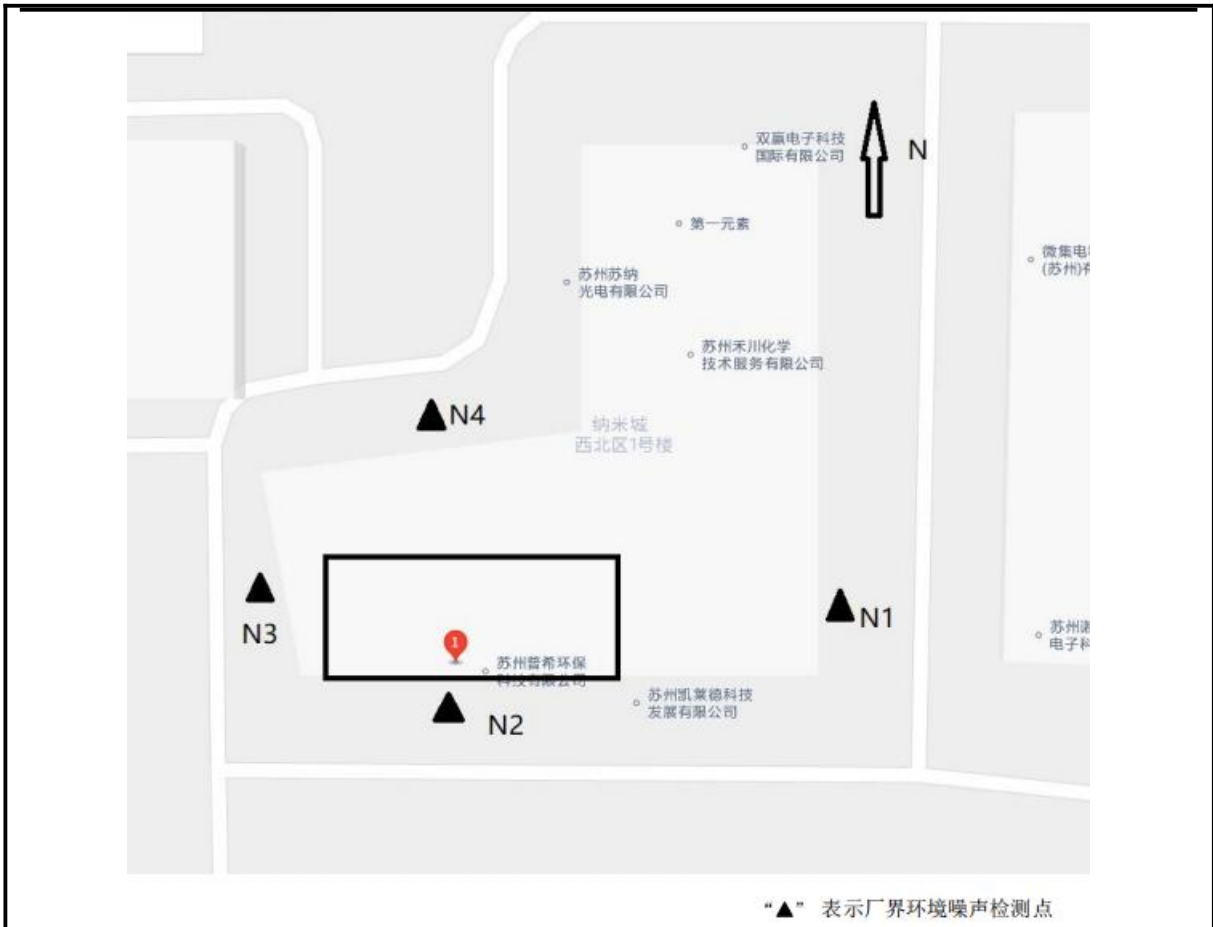 双赢电子科技
国际有限公司
N
第一元素
微集电
(苏州)有
苏州苏纳
光电有限公司
苏州禾川化学
技术服务有限公司
N4
纳米城
西北区1号楼
N3
N1
1
苏州普希环保
科技有限公司
苏州
电子科
苏州凯莱德科技
发展有限公司
N2
“▲” 表示厂界环境噪声检测点